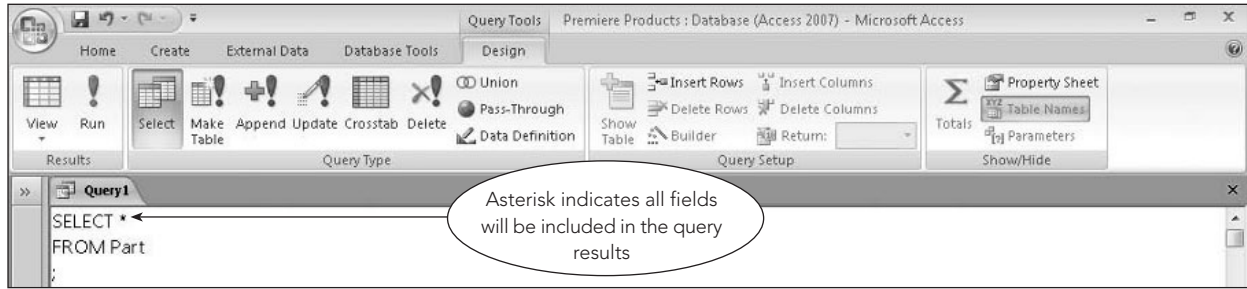 Query Tools
Premiere Products : Database (Access 2007) - Microsoft Access
Home Create External Data Database Tools Design
View
Run
Select
Make Table
Append
Update
Crosstab
Delete
Union
Pass-Through
Data Definition
Show Table
Insert Rows
Delete Rows
Builder
Insert Columns
Delete Columns
Return:
Totals
Property Sheet
XYZ Table Names
Parameters
Results
Query Type
Query Setup
Show/Hide
Query1
SELECT *
FROM Part
;
Asterisk indicates all fields
will be included in the query
results